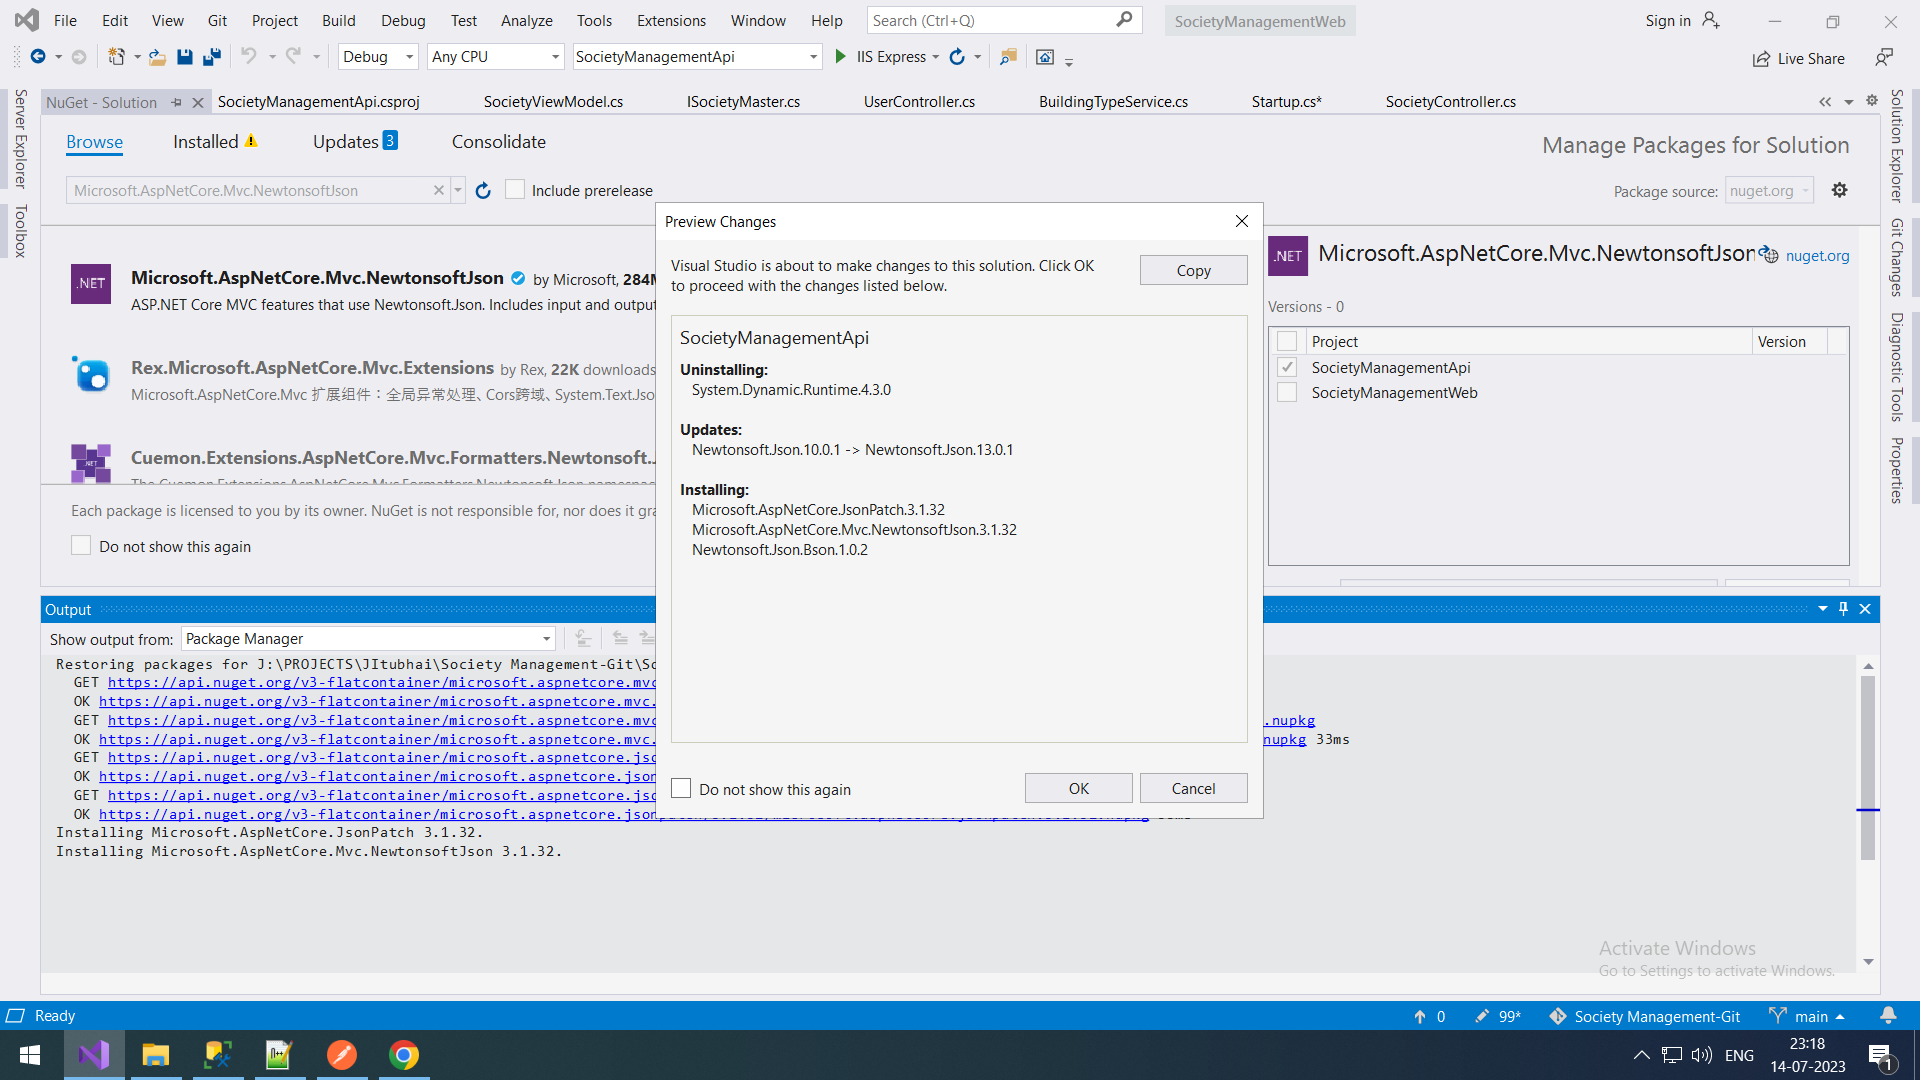 File Edit View Git Project Build Debug Test Analyze Tools Extensions Window Help Search (Ctrl+Q) SocietyManagementWeb Sign in
Debug Any CPU SocietyManagementApi IIS Express Live Share
NuGet - Solution SocietyManagementApi.csproj SocietyViewModel.cs ISocietyMaster.cs UserController.cs BuildingTypeService.cs Startup.cs* SocietyController.cs
Server Explorer
Toolbox
Browse Installed Updates 3 Consolidate
Manage Packages for Solution
Microsoft.AspNetCore.Mvc.NewtonsoftJson Include prerelease
Package source: nuget.org
.NET Microsoft.AspNetCore.Mvc.NewtonsoftJson by Microsoft, 284M
ASP.NET Core MVC features that use Newtonsoft.Json. Includes input and output
Rex.Microsoft.AspNetCore.Mvc.Extensions by Rex, 22K downloads
Microsoft.AspNetCore.Mvc 扩展组件：全局异常处理、Cors跨域、System.Text.Jso
.NET Cuemon.Extensions.AspNetCore.Mvc.Formatters.Newtonsoft.J
The Cuemon.Extensions.AspNetCore.Mvc.Formatters.Newtonsoft.Json namespac
Each package is licensed to you by its owner. NuGet is not responsible for, nor does it gra
Do not show this again
Preview Changes
Visual Studio is about to make changes to this solution. Click OK
to proceed with the changes listed below.
Copy
SocietyManagementApi
Uninstalling:
System.Dynamic.Runtime.4.3.0
Updates:
Newtonsoft.Json.10.0.1 -> Newtonsoft.Json.13.0.1
Installing:
Microsoft.AspNetCore.JsonPatch.3.1.32
Microsoft.AspNetCore.Mvc.NewtonsoftJson.3.1.32
Newtonsoft.Json.Bson.1.0.2
Do not show this again OK Cancel
.NET Microsoft.AspNetCore.Mvc.NewtonsoftJson nuget.org
Versions - 0
Project Version
SocietyManagementApi
SocietyManagementWeb
Solution Explorer
Git Changes
Diagnostic Tools
Properties
Output
Show output from: Package Manager
Restoring packages for J:\PROJECTS\JItubhai\Society Management-Git\So
GET https://api.nuget.org/v3-flatcontainer/microsoft.aspnetcore.mvc
OK https://api.nuget.org/v3-flatcontainer/microsoft.aspnetcore.mvc.
GET https://api.nuget.org/v3-flatcontainer/microsoft.aspnetcore.mvc .nupkg
OK https://api.nuget.org/v3-flatcontainer/microsoft.aspnetcore.mvc. nupkg 33ms
GET https://api.nuget.org/v3-flatcontainer/microsoft.aspnetcore.jso
OK https://api.nuget.org/v3-flatcontainer/microsoft.aspnetcore.json
GET https://api.nuget.org/v3-flatcontainer/microsoft.aspnetcore.jso
OK https://api.nuget.org/v3-flatcontainer/microsoft.aspnetcore.json
Installing Microsoft.AspNetCore.JsonPatch 3.1.32.
Installing Microsoft.AspNetCore.Mvc.NewtonsoftJson 3.1.32.
Activate Windows
Go to Settings to activate Windows.
Ready 0 99* Society Management-Git main
ENG 23:18
14-07-2023 1